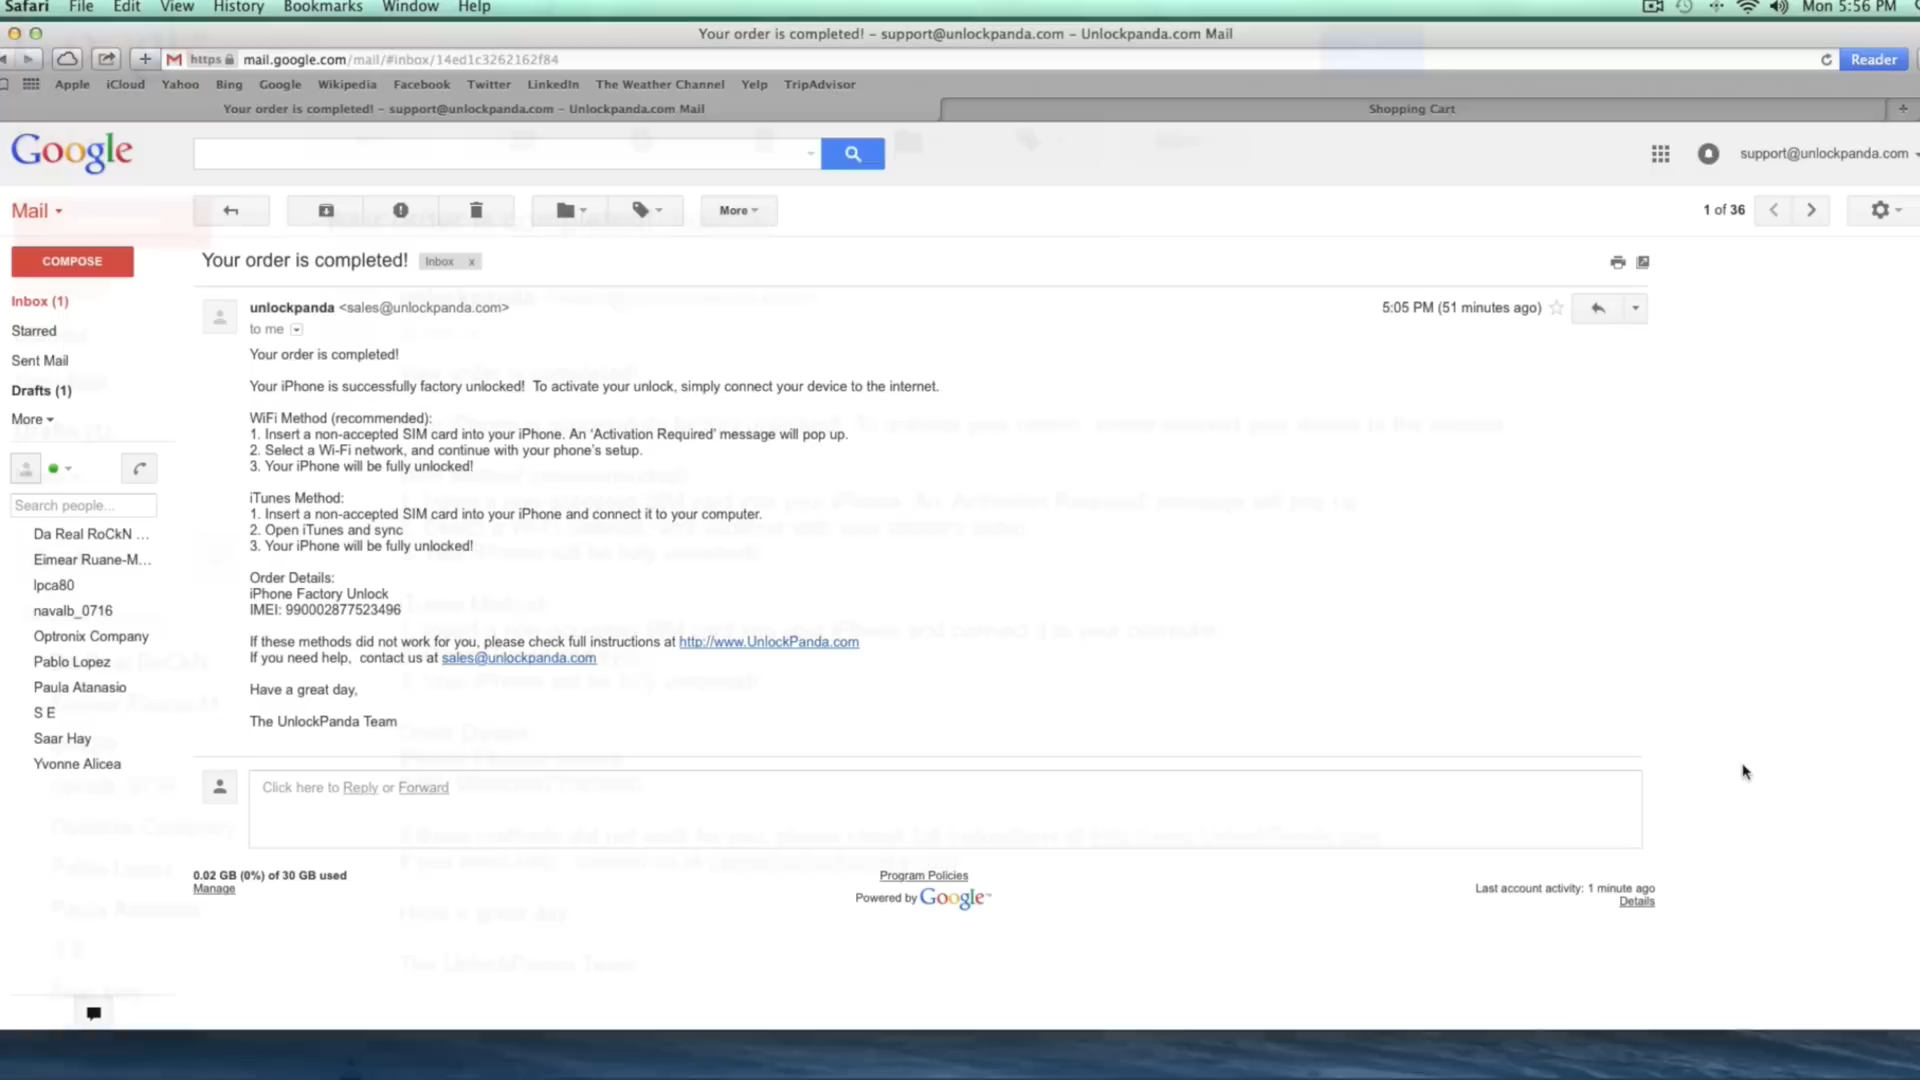 Safari File Edit View History Bookmarks Window Help Mon 5:56 PM
Your order is completed! – support@unlockpanda.com – Unlockpanda.com Mail
https mail.google.com/mail/#inbox/14ed1c3262162f84 Reader
Apple iCloud Yahoo Bing Google Wikipedia Facebook Twitter LinkedIn The Weather Channel Yelp TripAdvisor
Your order is completed! – support@unlockpanda.com – Unlockpanda.com Mail Shopping Cart +
Google support@unlockpanda.com
Mail More 1 of 36
COMPOSE
Your order is completed! Inbox x
Inbox (1)
Starred
Sent Mail
Drafts (1)
More
Search people...
Da Real RoCkN ...
Eimear Ruane-M...
lpca80
navalb_0716
Optronix Company
Pablo Lopez
Paula Atanasio
S E
Saar Hay
Yvonne Alicea
unlockpanda <sales@unlockpanda.com> 5:05 PM (51 minutes ago)
to me
Your order is completed!
Your iPhone is successfully factory unlocked! To activate your unlock, simply connect your device to the internet.
WiFi Method (recommended):
1. Insert a non-accepted SIM card into your iPhone. An ‘Activation Required’ message will pop up.
2. Select a Wi-Fi network, and continue with your phone’s setup.
3. Your iPhone will be fully unlocked!
iTunes Method:
1. Insert a non-accepted SIM card into your iPhone and connect it to your computer.
2. Open iTunes and sync
3. Your iPhone will be fully unlocked!
Order Details:
iPhone Factory Unlock
IMEI: 990002877523496
If these methods did not work for you, please check full instructions at http://www.UnlockPanda.com
If you need help, contact us at sales@unlockpanda.com
Have a great day,
The UnlockPanda Team
Click here to Reply or Forward
0.02 GB (0%) of 30 GB used
Manage
Program Policies
Powered by Google™
Last account activity: 1 minute ago
Details